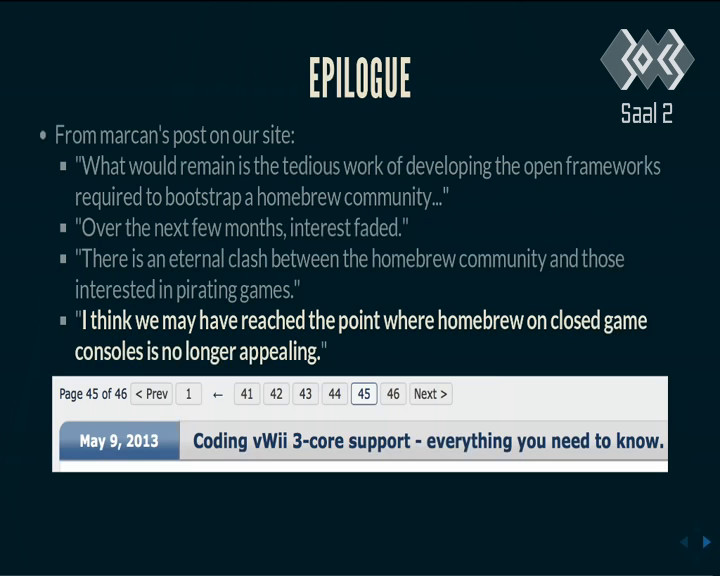 EPILOGUE
Saal 2
• From marcan's post on our site:
▪ "What would remain is the tedious work of developing the open frameworks
required to bootstrap a homebrew community..."
▪ "Over the next few months, interest faded."
▪ "There is an eternal clash between the homebrew community and those
interested in pirating games."
▪ "I think we may have reached the point where homebrew on closed game
consoles is no longer appealing."
Page 45 of 46 < Prev 1 ← 41 42 43 44 45 46 Next >
May 9, 2013 Coding vWii 3-core support - everything you need to know.